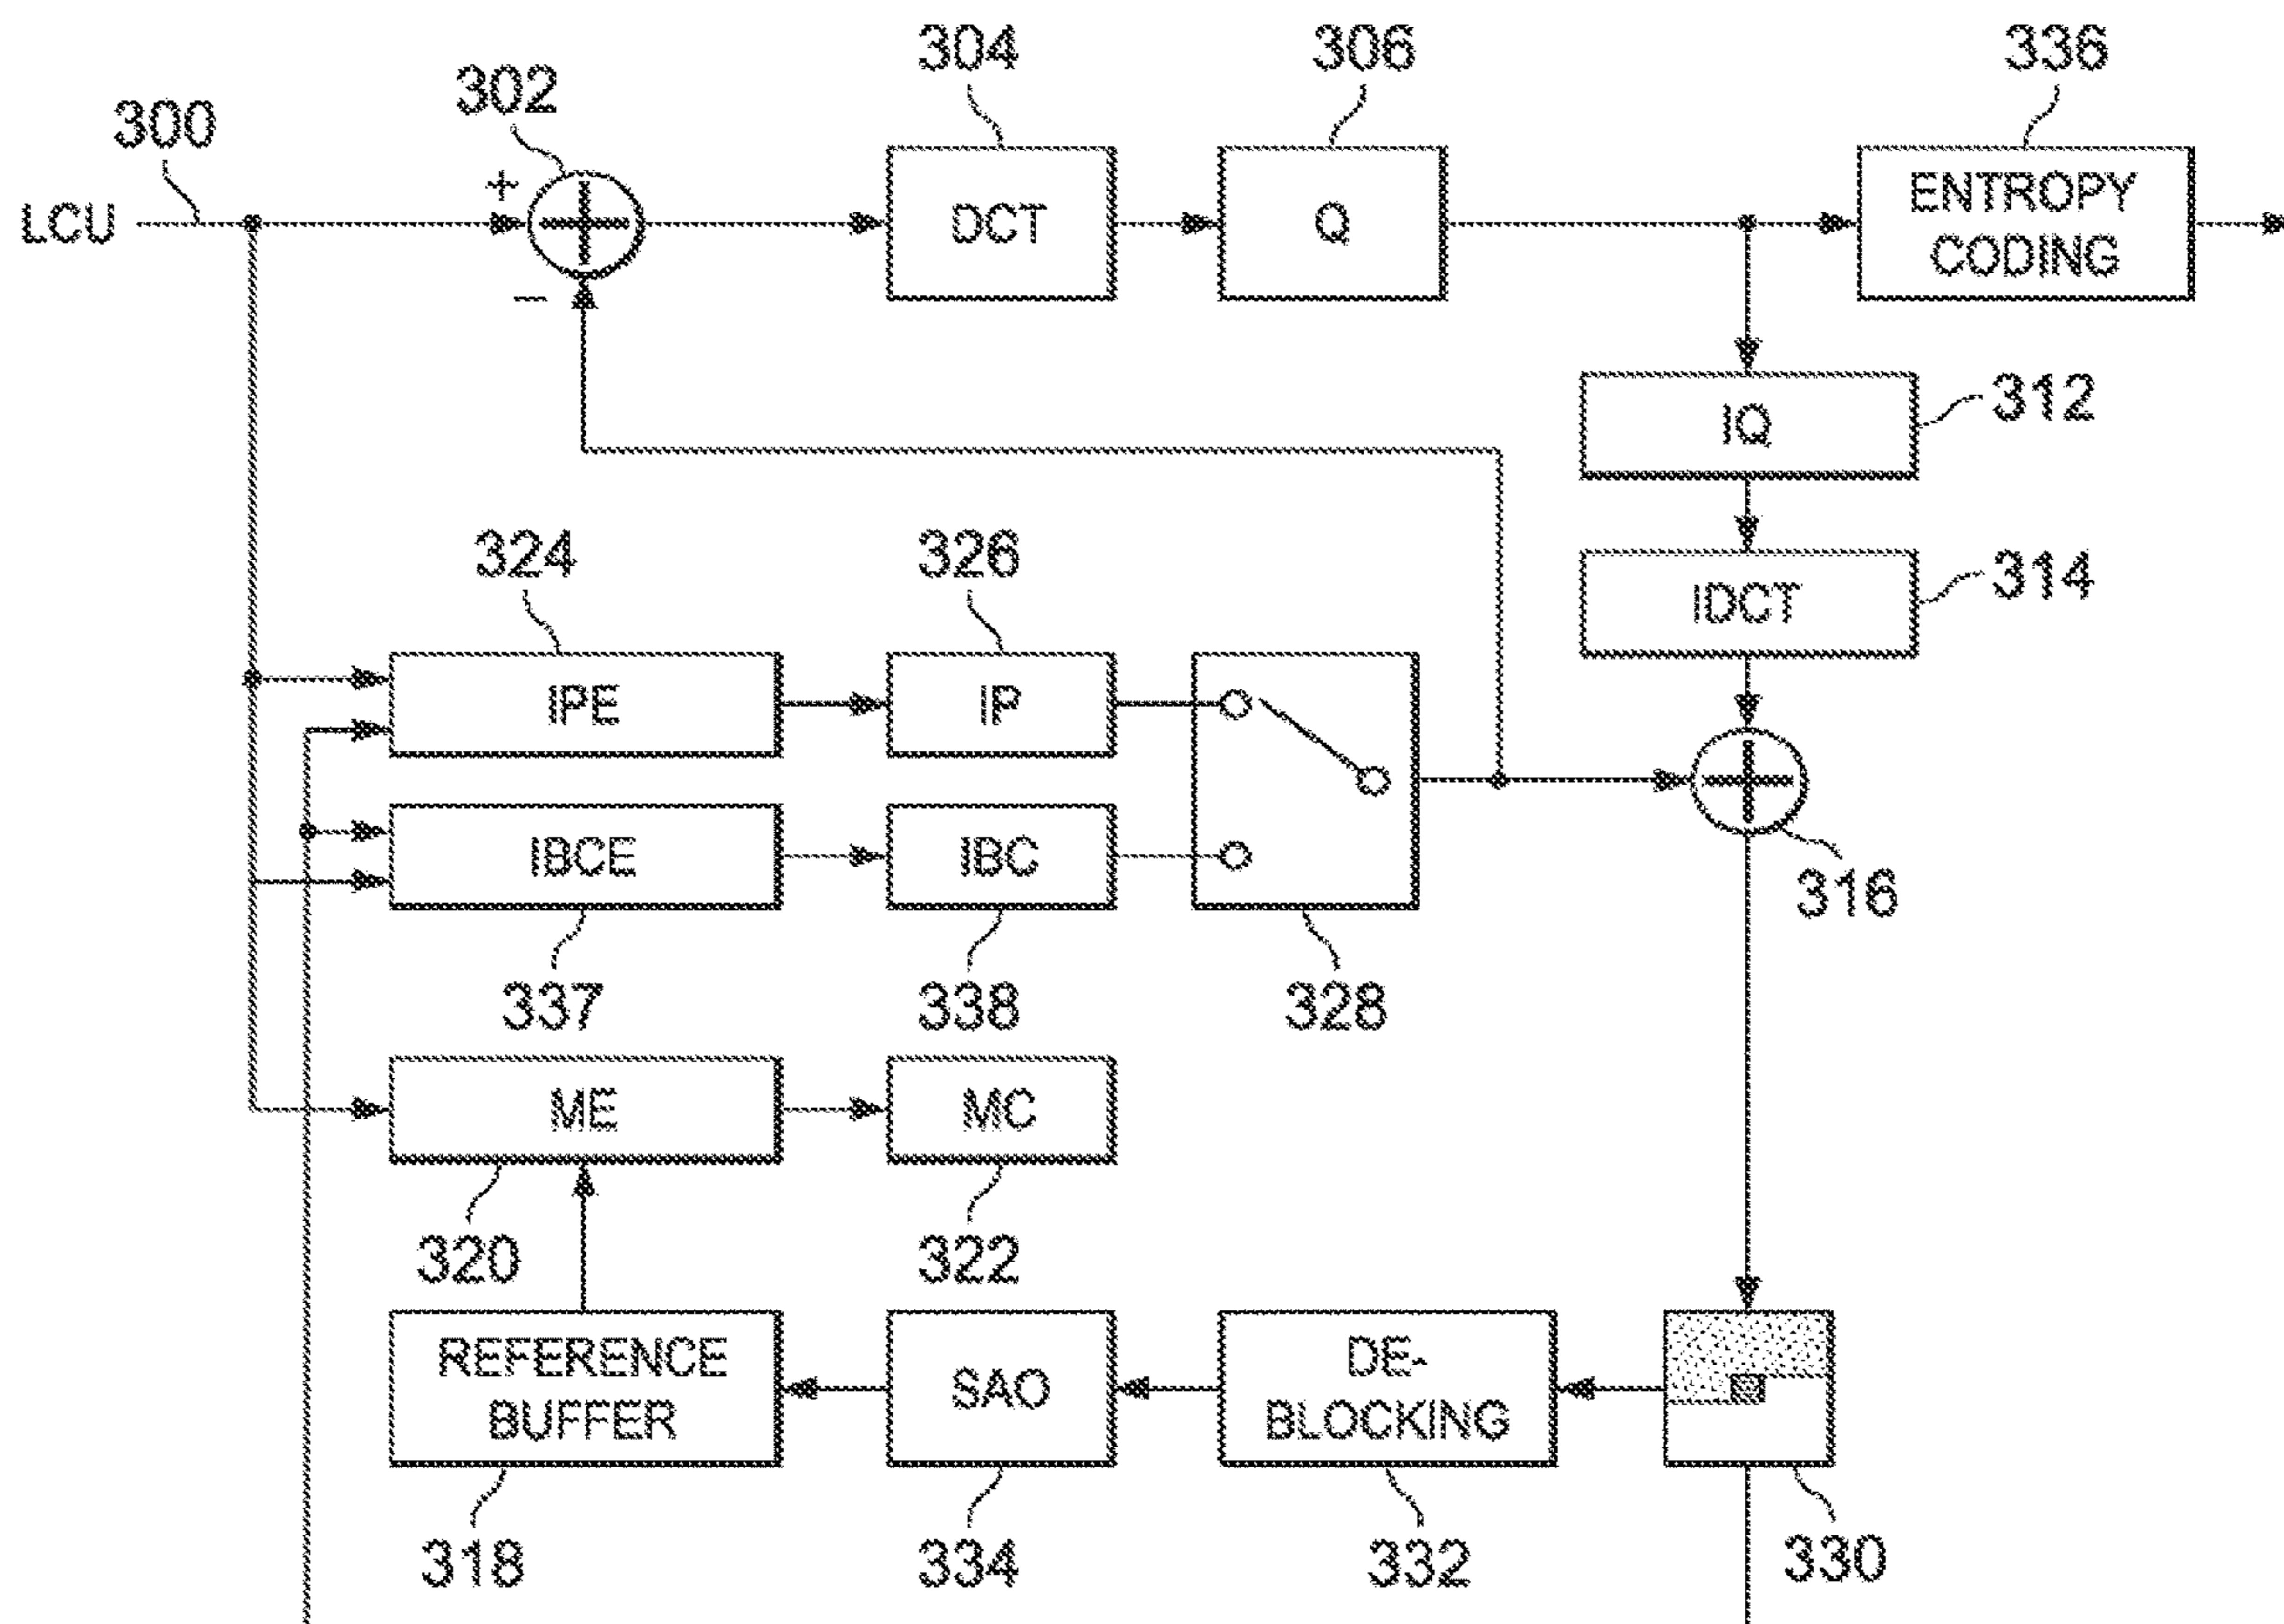 304
306
336
302
300
LCU
+
DCT
Q
ENTROPY
CODING
−
IQ
312
324
326
IDCT
314
IPE
IP
IBCE
IBC
316
337
338
328
ME
MC
320
322
REFERENCE
BUFFER
SAO
DE-
BLOCKING
318
334
332
330